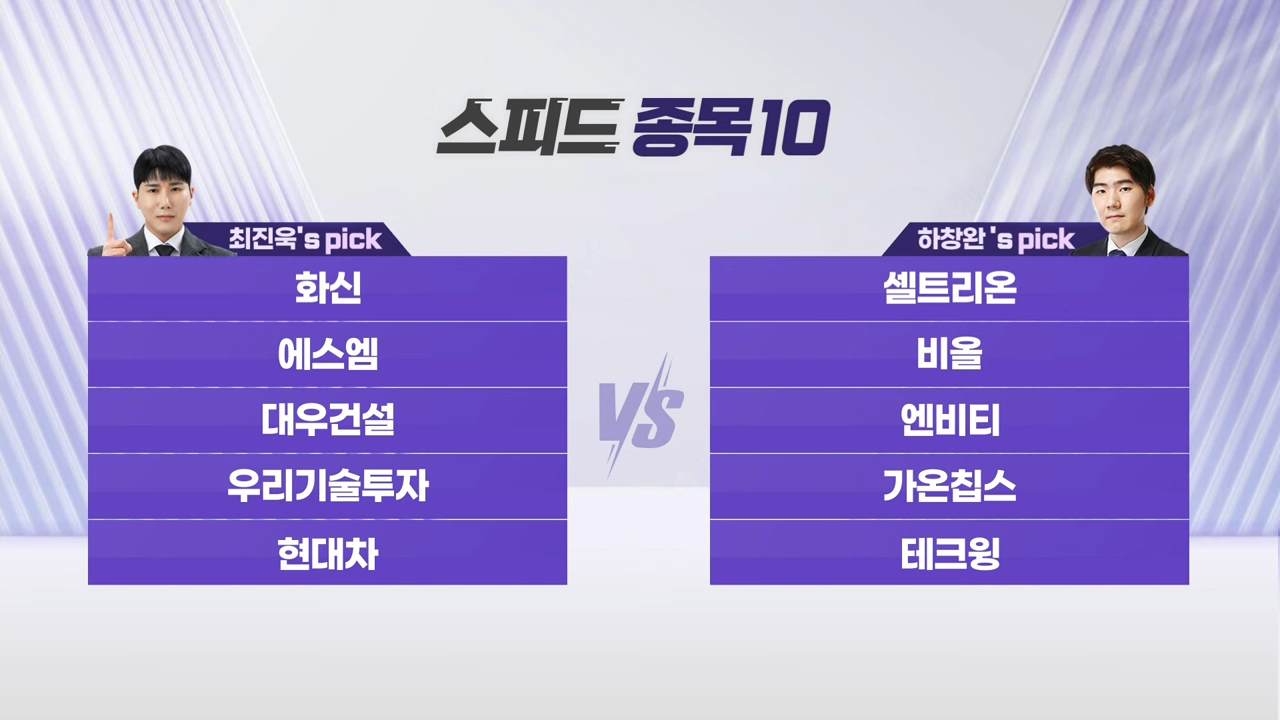 스피드 종목10
최진욱's pick
화신
에스엠
대우건설
우리기술투자
현대차
VS
하창완 's pick
셀트리온
비올
엔비티
가온칩스
테크윙